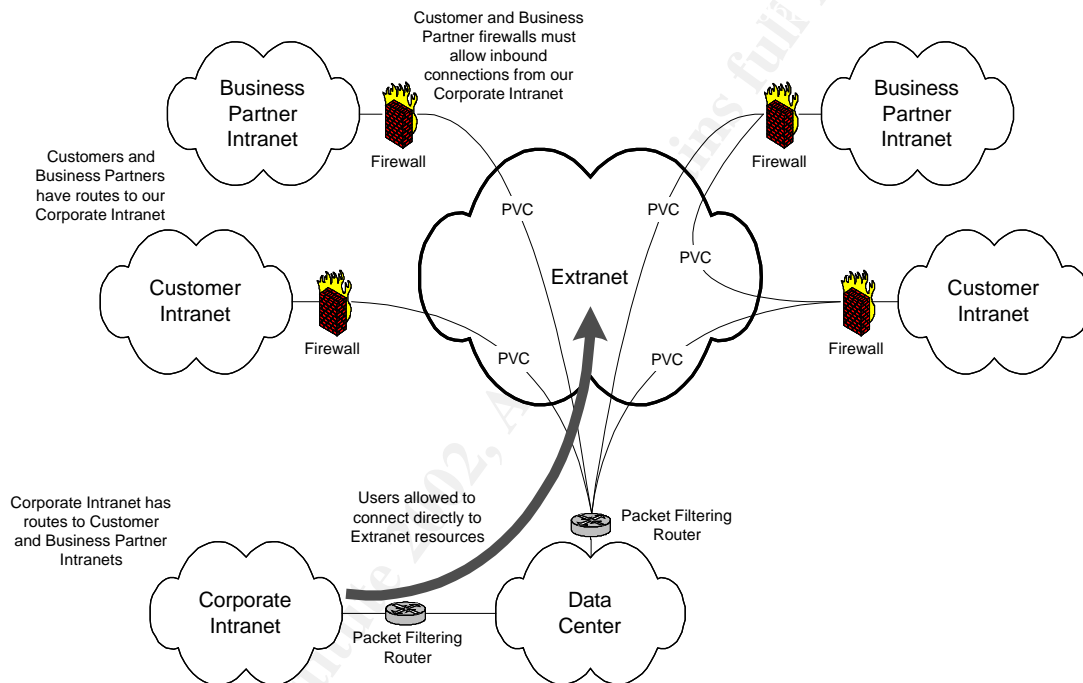 Customer and Business
Partner firewalls must
allow inbound
connections from our
Corporate Intranet
Business
Partner
Intranet
Firewall
Business
Partner
Intranet
Firewall
Customers and
Business Partners
have routes to our
Corporate Intranet
PVC
PVC
PVC
Customer
Intranet
Firewall
Extranet
Customer
Intranet
Firewall
PVC
PVC
Corporate Intranet has
routes to Customer
and Business Partner
Intranets
Users allowed to
connect directly to
Extranet resources
Packet Filtering
Router
Corporate
Intranet
Packet Filtering
Router
Data
Center
2002,